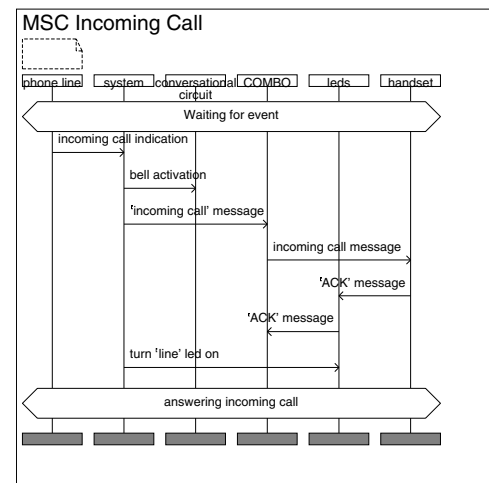 MSC Incoming Call
phone line system conversational COMBO leds handset
circuit
Waiting for event
incoming call indication
bell activation
'incoming call' message
incoming call message
'ACK' message
'ACK' message
turn 'line' led on
answering incoming call